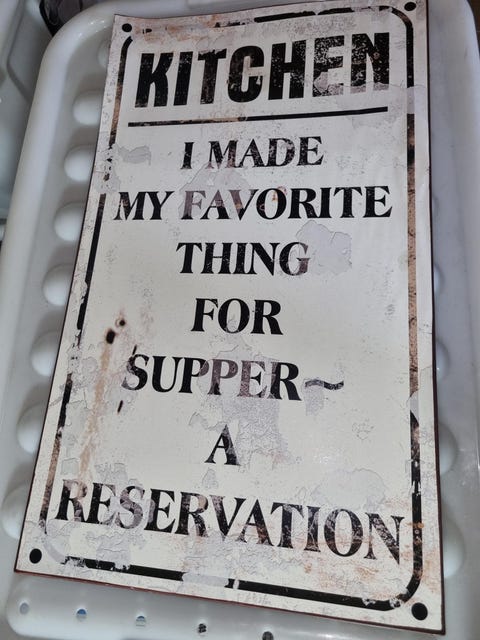 KITCHEN
I MADE
MY FAVORITE
THING
FOR
SUPPER~
A
RESERVATION